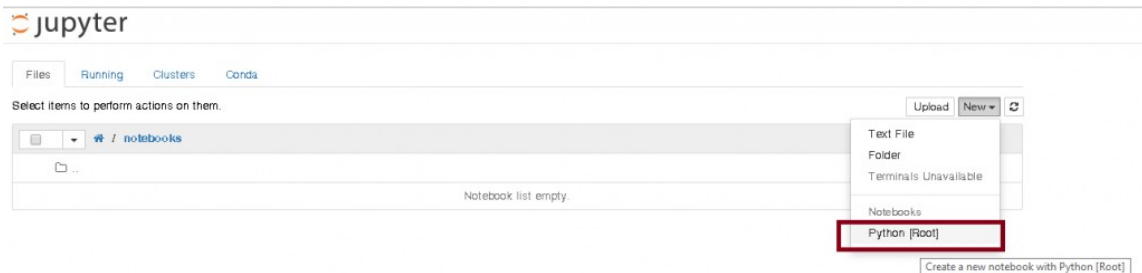 jupyter
Files Running Clusters Conda
Select items to perform actions on them.
Upload New
/ notebooks
..
Notebook list empty.
Text File
Folder
Terminals Unavailable
Notebooks
Python [Root]
Create a new notebook with Python [Root]